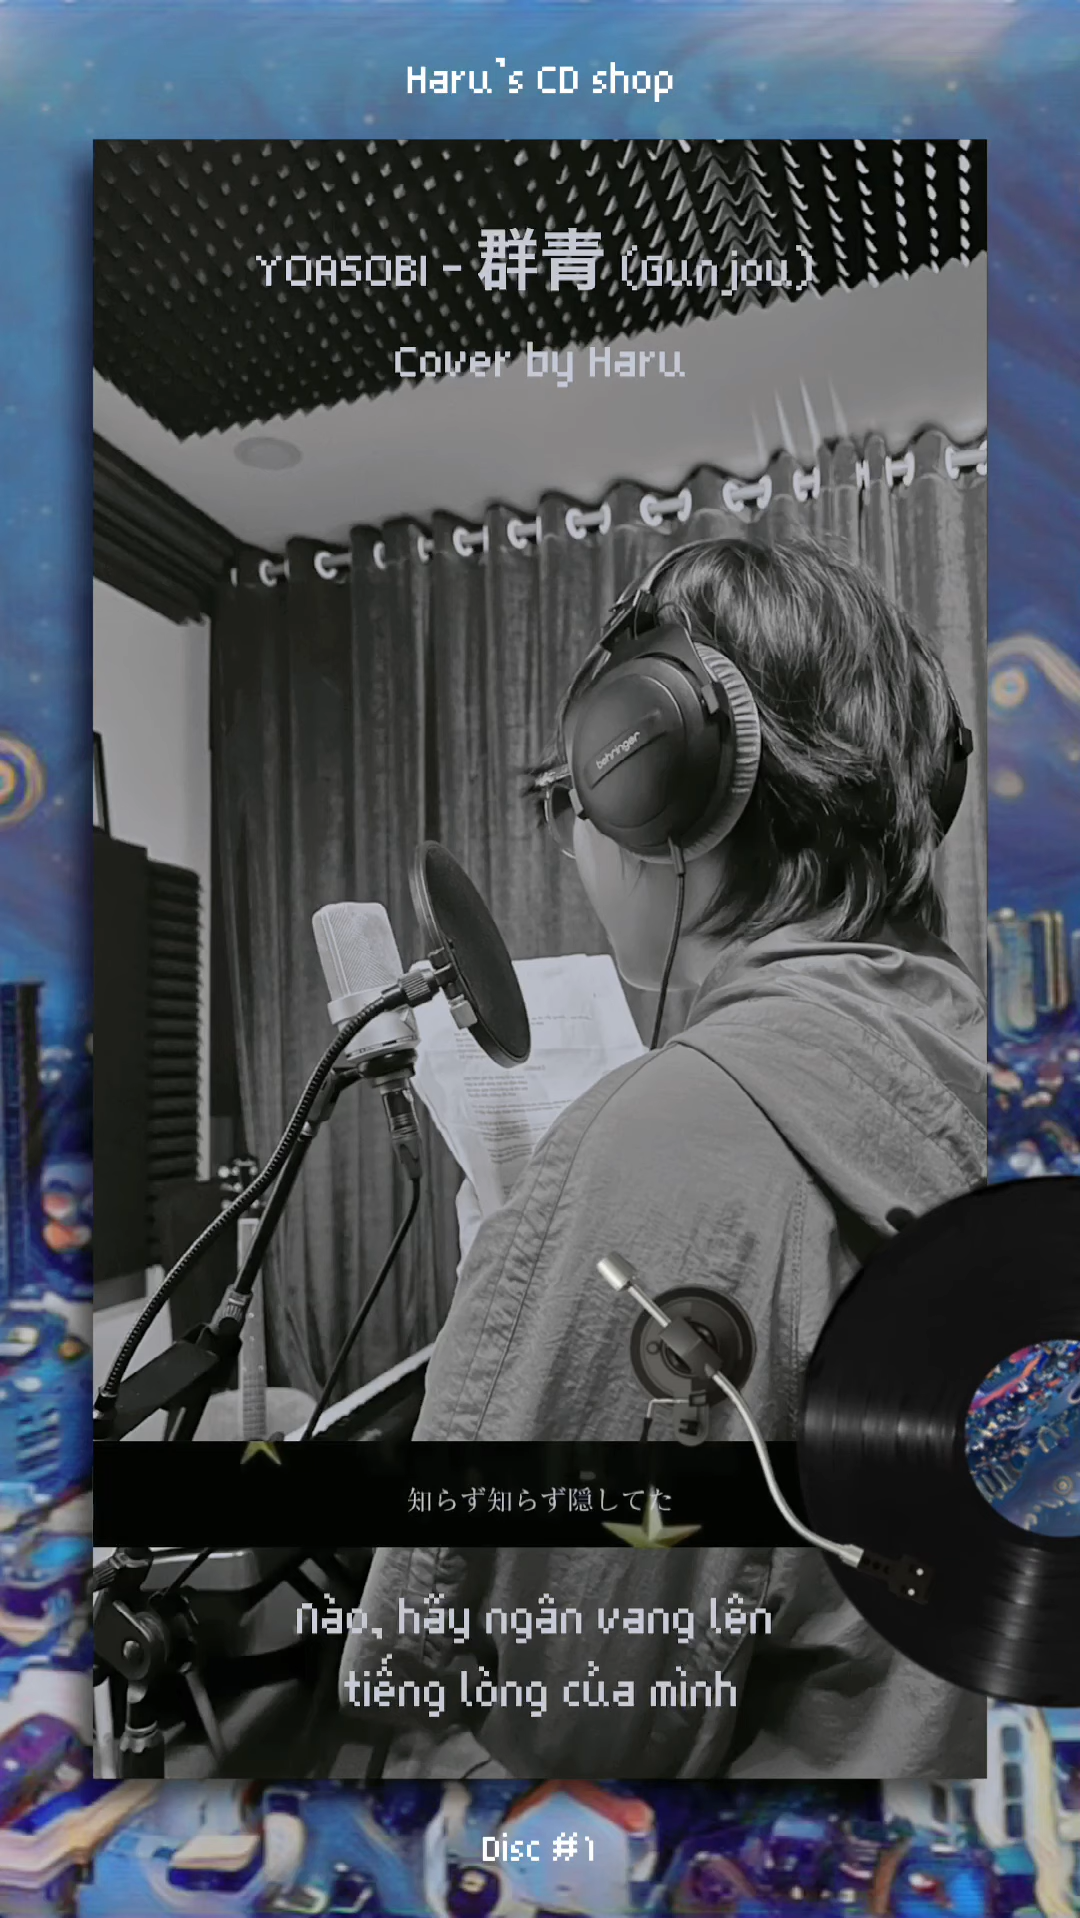 Haru's CD shop
YOASOBI - 群青 (Gunjou)
Cover by Haru
behringer
知らず知らず隠してた
Nào, hãy ngân vang lên
tiếng lòng của mình
Disc #1